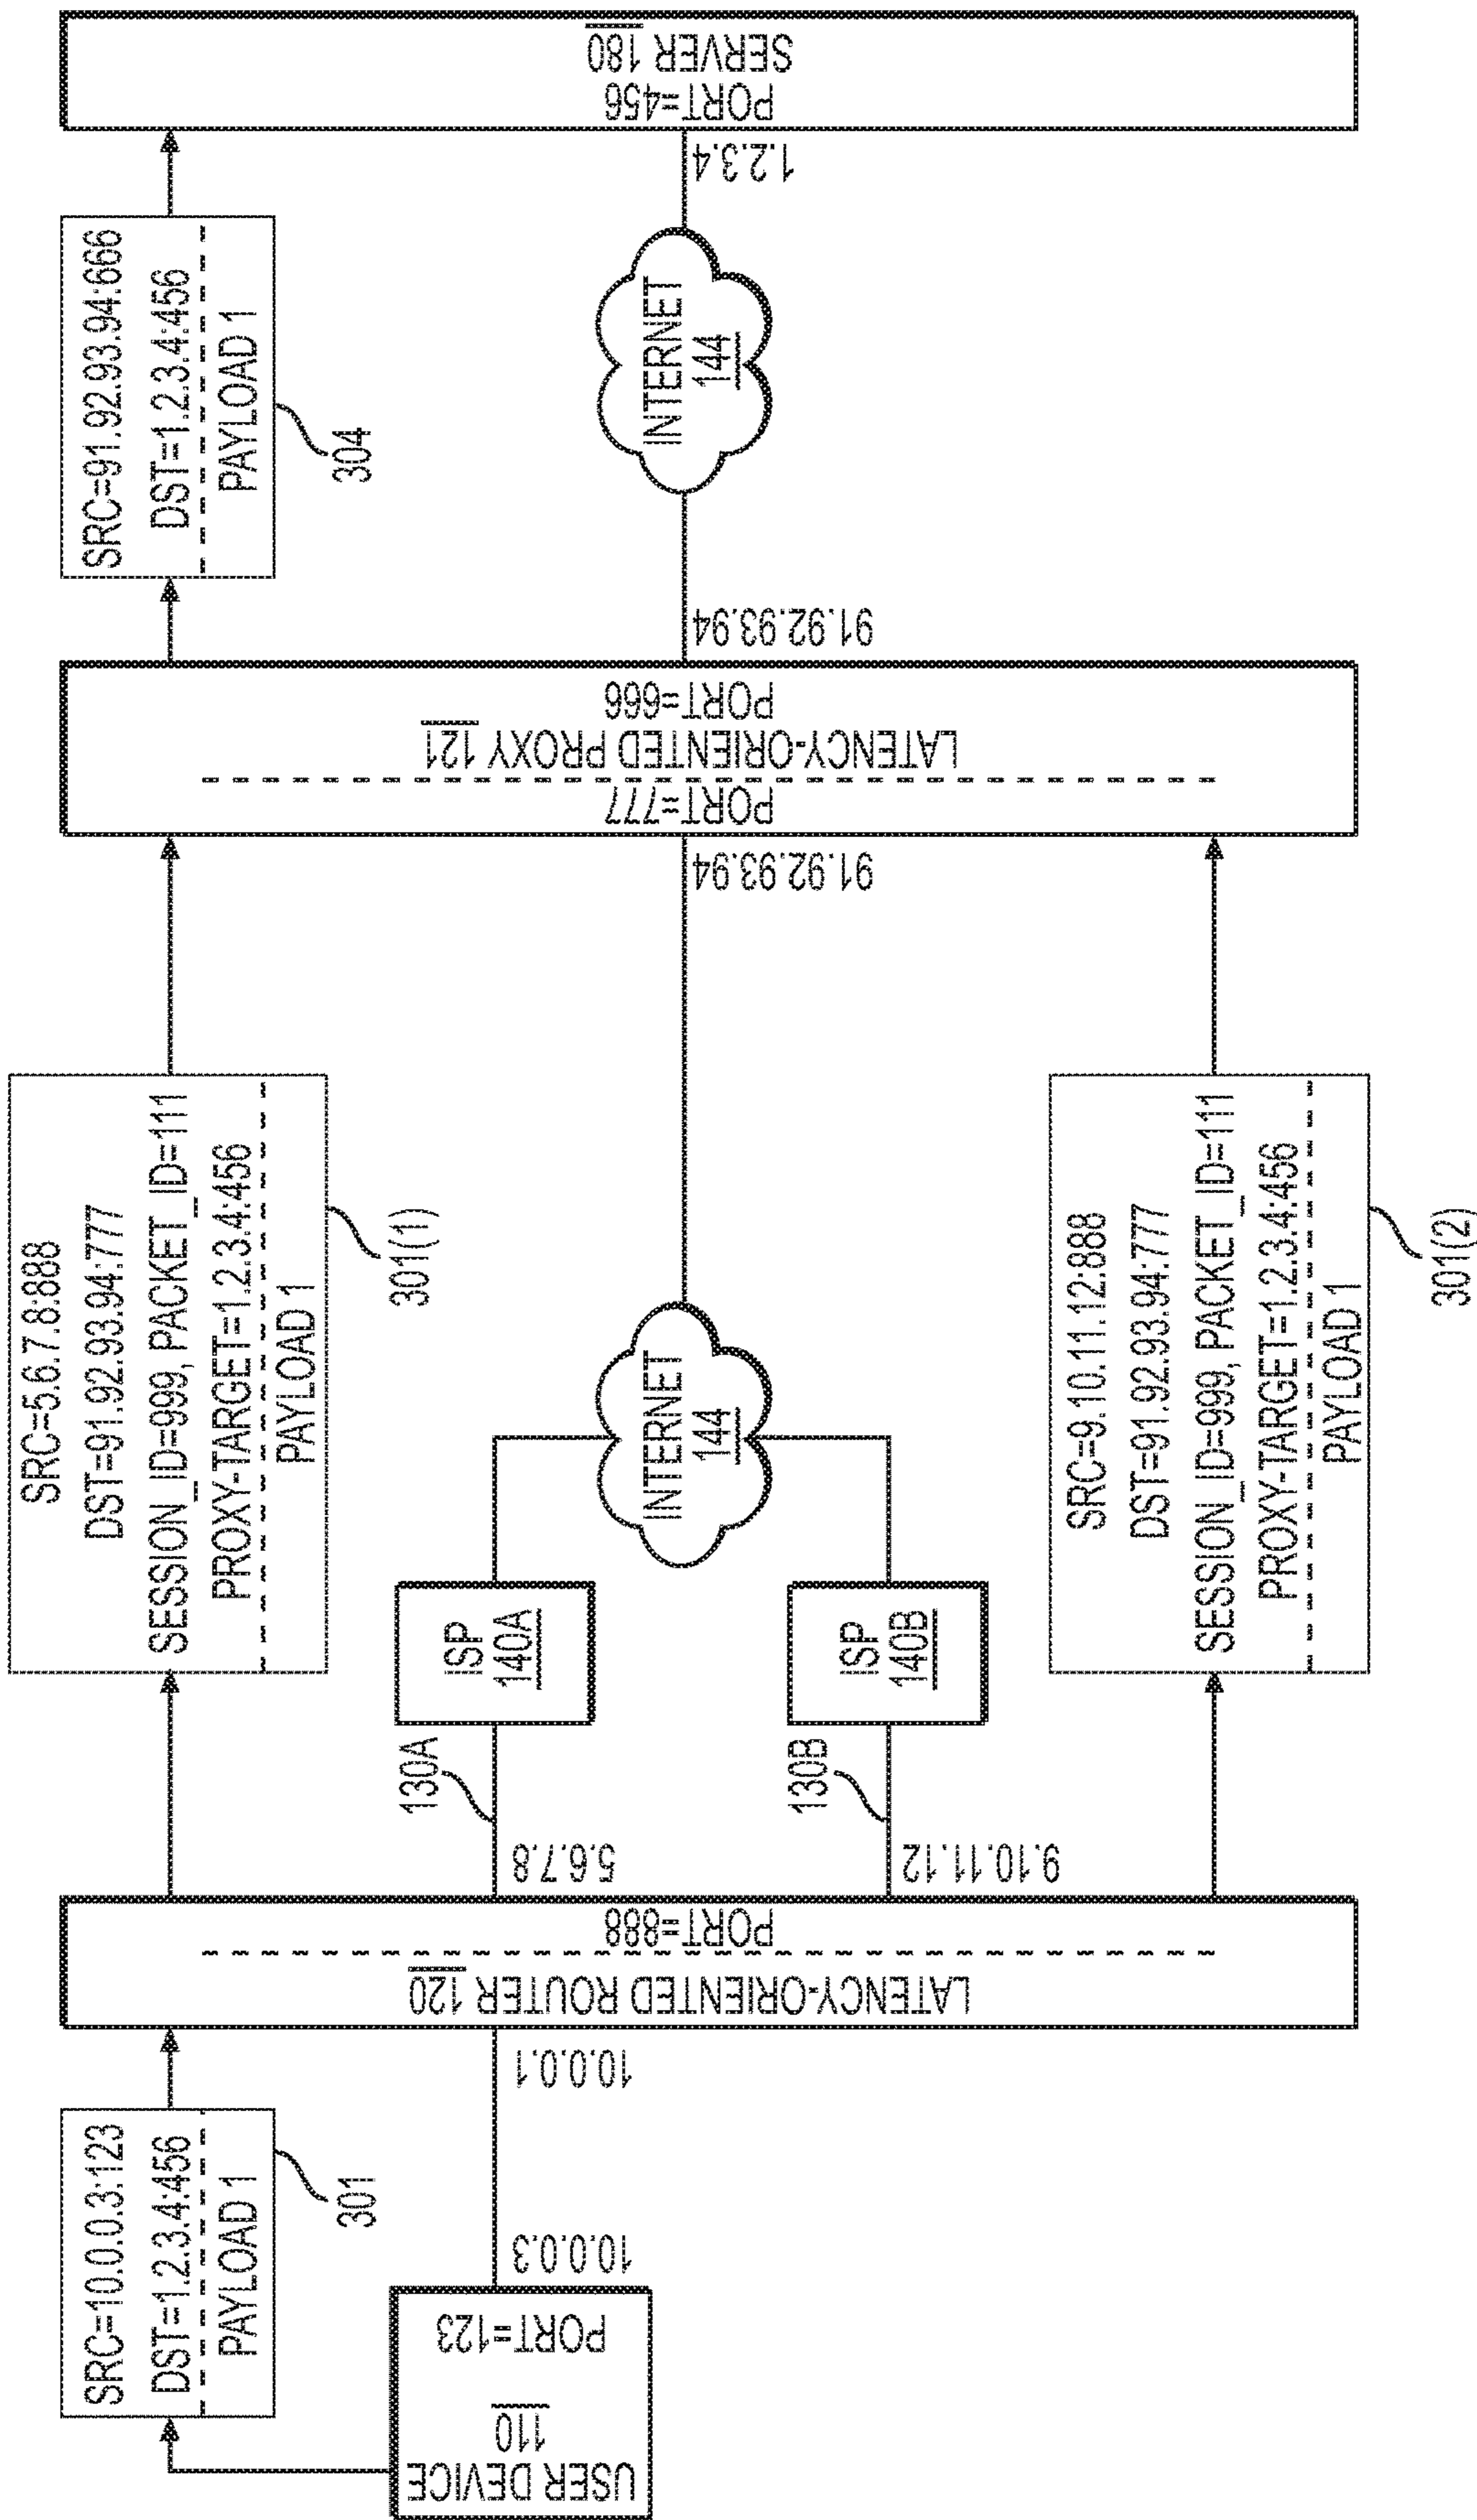 SRC=10.0.0.3:123
DST=1.2.3.4:456
PAYLOAD 1
301
USER DEVICE
110
PORT=123
10.0.0.3
10.0.0.1
LATENCY-ORIENTED ROUTER 120
PORT=888
5.6.7.8
9.10.11.12
130A
130B
ISP
140A
ISP
140B
INTERNET
144
SRC=5.6.7.8:888
DST=91.92.93.94:777
SESSION_ID=999, PACKET_ID=111
PROXY-TARGET=1.2.3.4:456
PAYLOAD 1
301(1)
SRC=9.10.11.12:888
DST=91.92.93.94:777
SESSION_ID=999, PACKET_ID=111
PROXY-TARGET=1.2.3.4:456
PAYLOAD 1
301(2)
91.92.93.94
PORT=777
LATENCY-ORIENTED PROXY 121
PORT=666
91.92.93.94
SRC=91.92.93.94:666
DST=1.2.3.4:456
PAYLOAD 1
304
INTERNET
144
1.2.3.4
PORT=456
SERVER 180